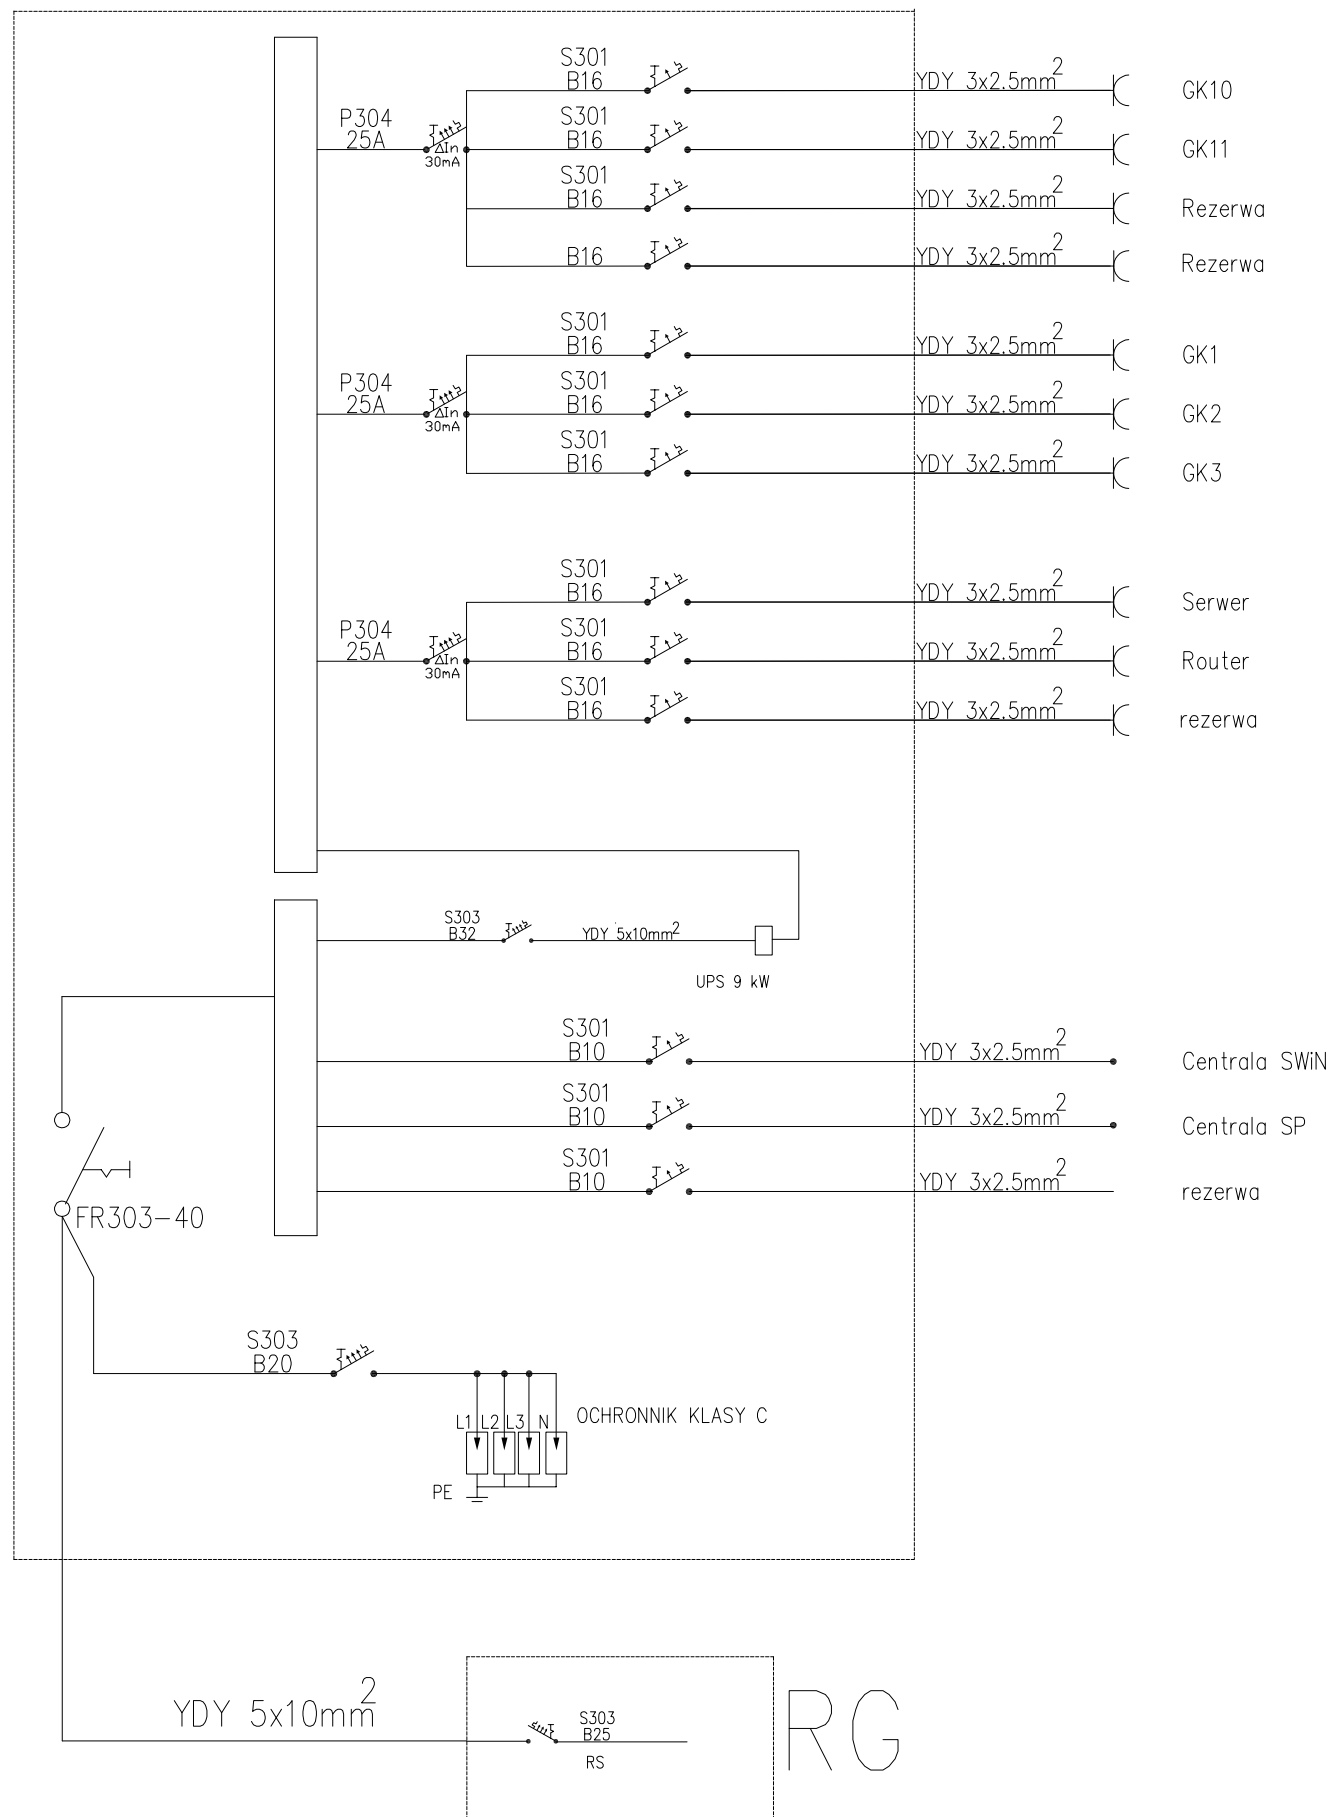 S301
B16
YDY 3x2.5mm²
GK10
P304
25A
ΔIn
30mA
S301
B16
YDY 3x2.5mm²
GK11
S301
B16
YDY 3x2.5mm²
Rezerwa
B16
YDY 3x2.5mm²
Rezerwa
S301
B16
YDY 3x2.5mm²
GK1
P304
25A
ΔIn
30mA
S301
B16
YDY 3x2.5mm²
GK2
S301
B16
YDY 3x2.5mm²
GK3
S301
B16
YDY 3x2.5mm²
Serwer
P304
25A
ΔIn
30mA
S301
B16
YDY 3x2.5mm²
Router
S301
B16
YDY 3x2.5mm²
rezerwa
S303
B32
YDY 5x10mm²
UPS 9 kW
S301
B10
YDY 3x2.5mm²
Centrala SWiN
S301
B10
YDY 3x2.5mm²
Centrala SP
S301
B10
YDY 3x2.5mm²
rezerwa
FR303-40
S303
B20
L1 L2 L3 N
OCHRONNIK KLASY C
PE
YDY 5x10mm²
S303
B25
RS
RG